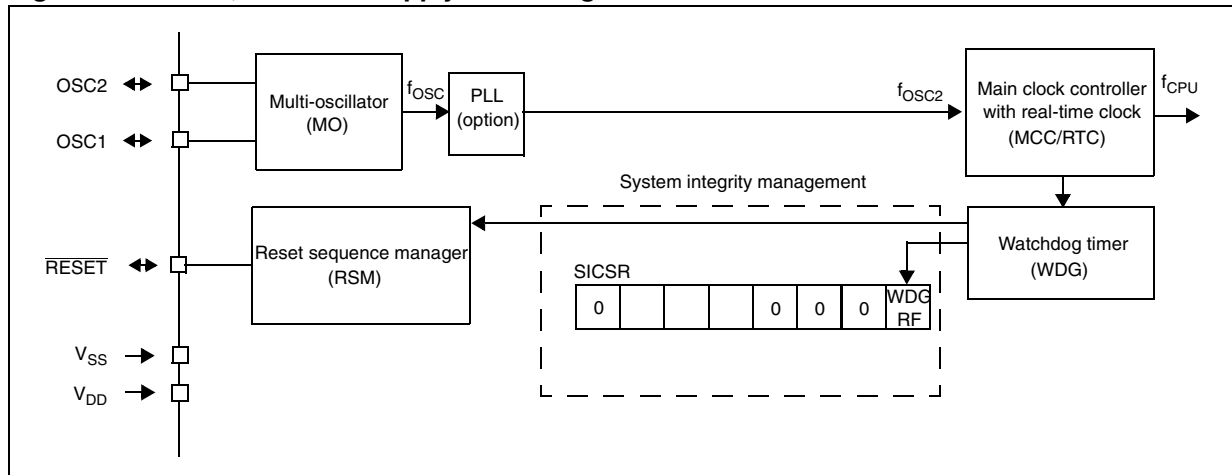 OSC2
OSC1
Multi-oscillator
(MO)
fOSC
PLL
(option)
fOSC2
Main clock controller
with real-time clock
(MCC/RTC)
fCPU
System integrity management
RESET
Reset sequence manager
(RSM)
Watchdog timer
(WDG)
SICSR
0 0 0 0 WDG
RF
VSS
VDD